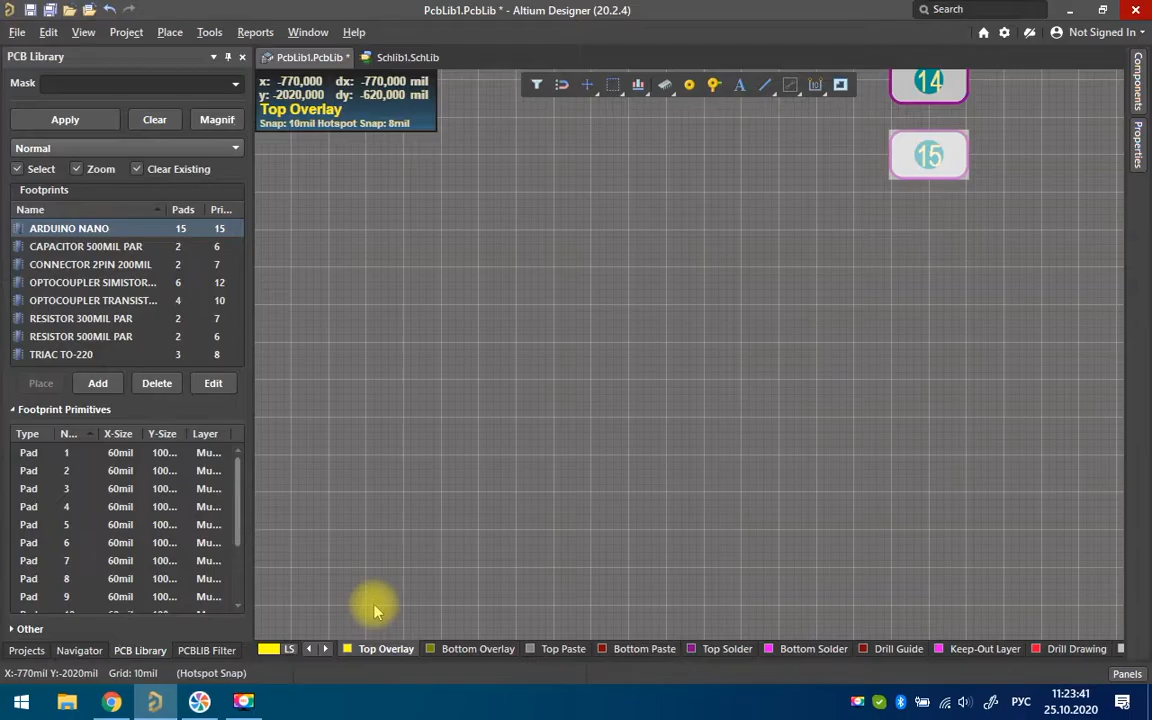 PcbLib1.PcbLib * - Altium Designer (20.2.4)
Search
File Edit View Project Place Tools Reports Window Help
Not Signed In
PCB Library
PcbLib1.PcbLib *
Schlib1.SchLib
Mask
Apply Clear Magnif
Normal
Select Zoom Clear Existing
Footprints
Name Pads Pri...
ARDUINO NANO 15 15
CAPACITOR 500MIL PAR 2 6
CONNECTOR 2PIN 200MIL 2 7
OPTOCOUPLER SIMISTOR... 6 12
OPTOCOUPLER TRANSIST... 4 10
RESISTOR 300MIL PAR 2 7
RESISTOR 500MIL PAR 2 6
TRIAC TO-220 3 8
Place Add Delete Edit
Footprint Primitives
Type N... X-Size Y-Size Layer
Pad 1 60mil 100... Mu...
Pad 2 60mil 100... Mu...
Pad 3 60mil 100... Mu...
Pad 4 60mil 100... Mu...
Pad 5 60mil 100... Mu...
Pad 6 60mil 100... Mu...
Pad 7 60mil 100... Mu...
Pad 8 60mil 100... Mu...
Pad 9 60mil 100... Mu...
Other
Projects Navigator PCB Library PCBLIB Filter
x: -770,000 dx: -770,000 mil
y: -2020,000 dy: -620,000 mil
Top Overlay
Snap: 10mil Hotspot Snap: 8mil
14
15
Components
Properties
LS Top Overlay Bottom Overlay Top Paste Bottom Paste Top Solder Bottom Solder Drill Guide Keep-Out Layer Drill Drawing
X:-770mil Y:-2020mil Grid: 10mil (Hotspot Snap)
Panels
РУС
11:23:41
25.10.2020